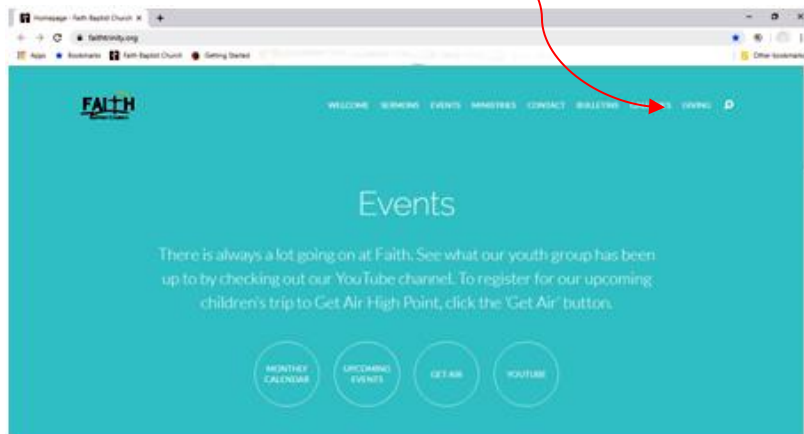 Homepage - Faith Baptist Church
faithtrinity.org
Apps Bookmarks Faith Baptist Church Getting Started
Other bookmarks
FAITH
WELCOME SERMONS EVENTS MINISTRIES CONTACT BULLETINS GIVING
Events
There is always a lot going on at Faith. See what our youth group has been
up to by checking out our YouTube channel. To register for our upcoming
children's trip to Get Air High Point, click the 'Get Air' button.
MONTHLY
CALENDAR
UPCOMING
EVENTS
GET AIR
YOUTUBE